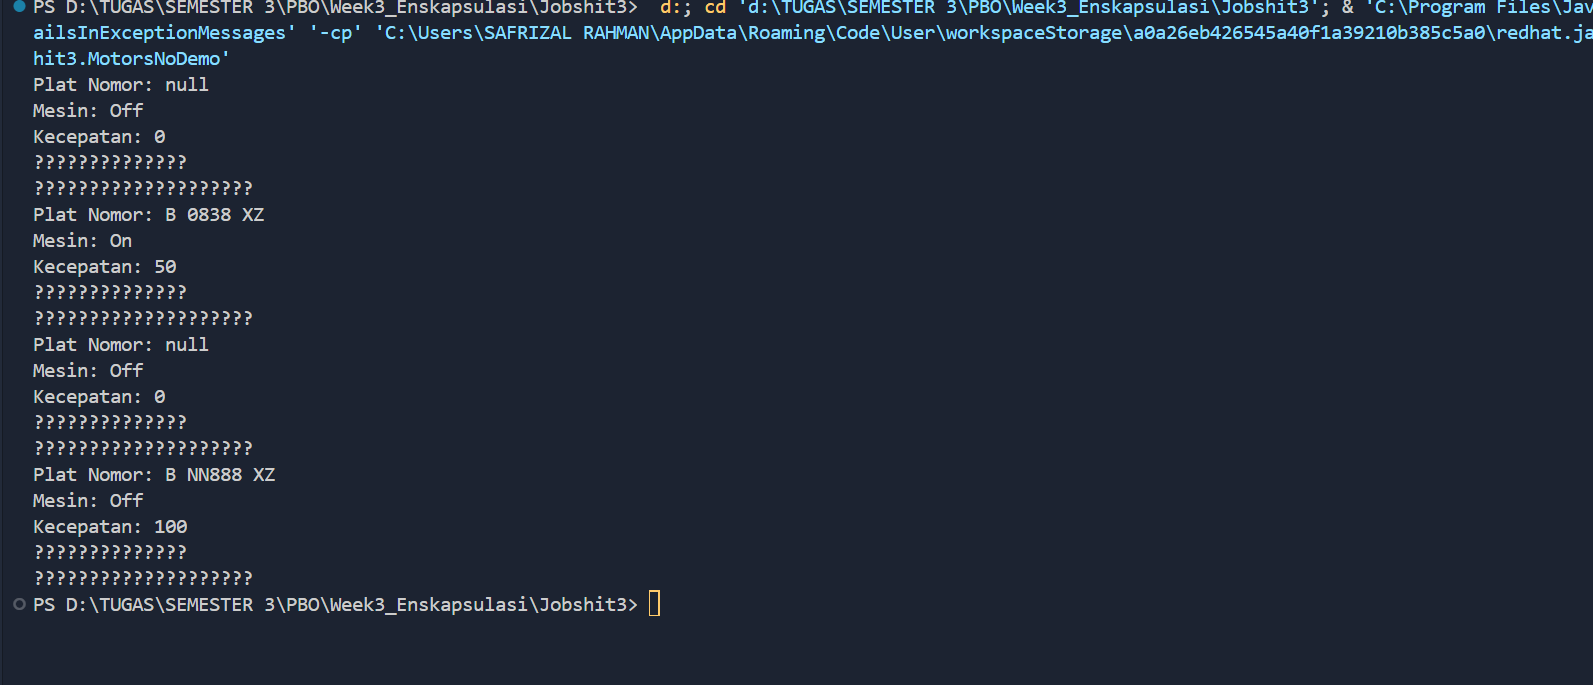 PS D:\TUGAS\SEMESTER 3\PBO\Week3_Enskapsulasi\Jobshit3>  d:; cd 'd:\TUGAS\SEMESTER 3\PBO\Week3_Enskapsulasi\Jobshit3'; & 'C:\Program Files\Jav
ailsInExceptionMessages' '-cp' 'C:\Users\SAFRIZAL RAHMAN\AppData\Roaming\Code\User\workspaceStorage\a0a26eb426545a40f1a39210b385c5a0\redhat.ja
hit3.MotorsNoDemo'
Plat Nomor: null
Mesin: Off
Kecepatan: 0
??????????????
????????????????????
Plat Nomor: B 0838 XZ
Mesin: On
Kecepatan: 50
??????????????
????????????????????
Plat Nomor: null
Mesin: Off
Kecepatan: 0
??????????????
????????????????????
Plat Nomor: B NN888 XZ
Mesin: Off
Kecepatan: 100
??????????????
????????????????????
PS D:\TUGAS\SEMESTER 3\PBO\Week3_Enskapsulasi\Jobshit3>